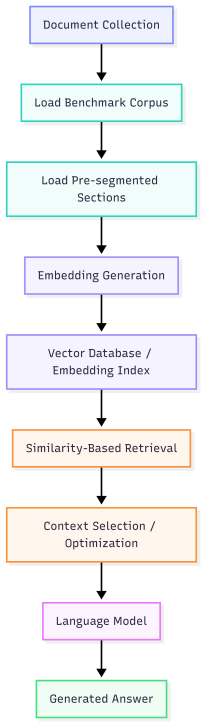 Document Collection
Load Benchmark Corpus
Load Pre-segmented
Sections
Embedding Generation
Vector Database /
Embedding Index
Similarity-Based Retrieval
Context Selection /
Optimization
Language Model
Generated Answer